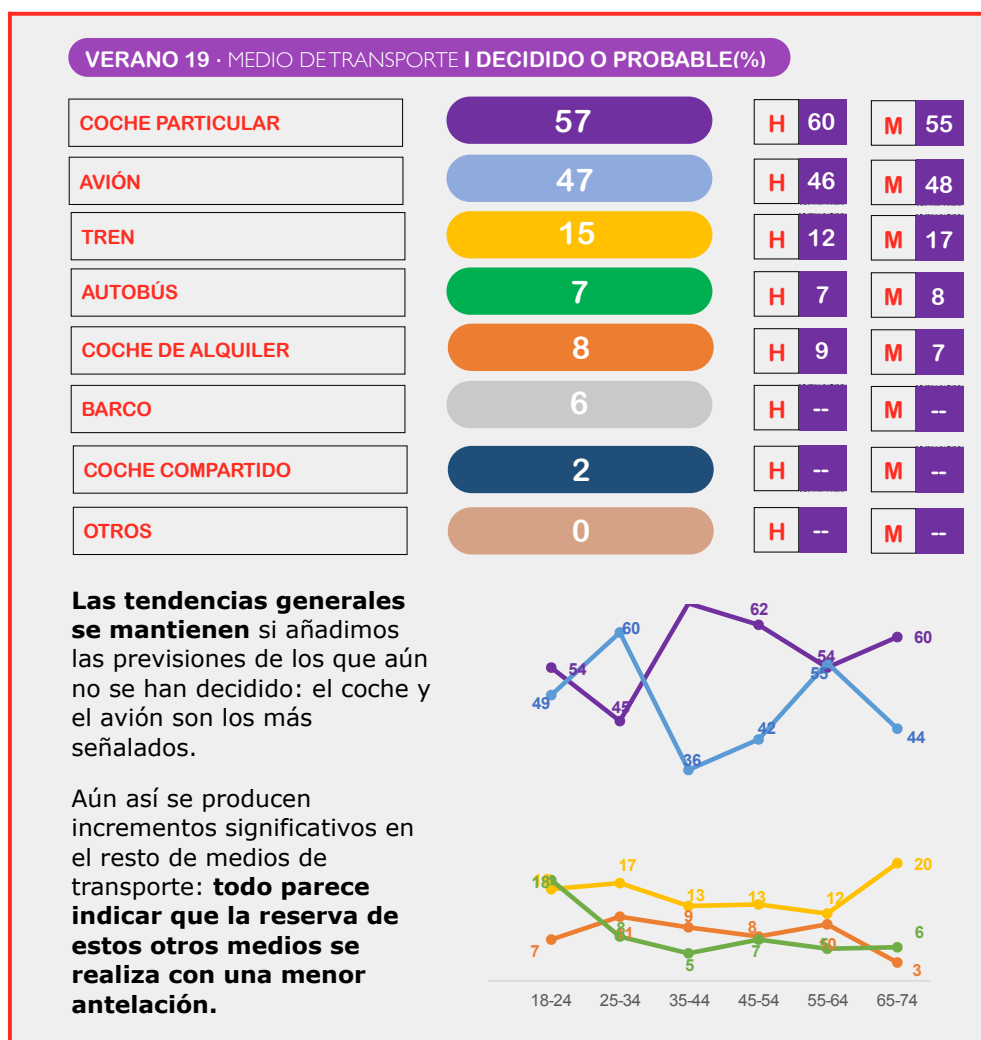 VERANO 19 · MEDIO DE TRANSPORTE I DECIDIDO O PROBABLE(%)
COCHE PARTICULAR 57 H 60 M 55
AVIÓN 47 H 46 M 48
TREN 15 H 12 M 17
AUTOBÚS 7 H 7 M 8
COCHE DE ALQUILER 8 H 9 M 7
BARCO 6 H -- M --
COCHE COMPARTIDO 2 H -- M --
OTROS 0 H -- M --
Las tendencias generales
se mantienen si añadimos
las previsiones de los que aún
no se han decidido: el coche y
el avión son los más
señalados.
Aún así se producen
incrementos significativos en
el resto de medios de
transporte: todo parece
indicar que la reserva de
estos otros medios se
realiza con una menor
antelación.
54 45 62 54 60
49 60 36 42 55 44
17 13 13 12 20
18 8 5 7 6
7 9 8 10 3
18-24 25-34 35-44 45-54 55-64 65-74